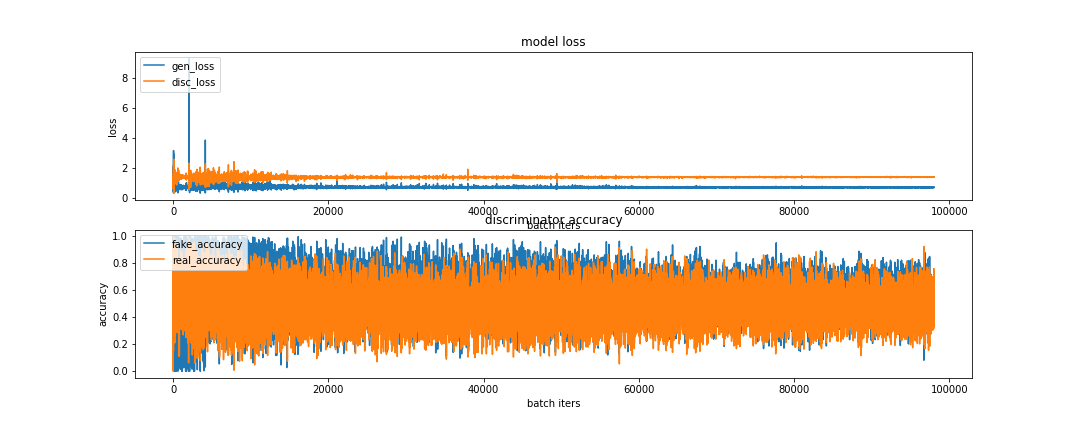 model loss
gen_loss
disc_loss
8
6
4
2
0
loss
0 20000 40000 60000 80000 100000
batch iters
discriminator accuracy
fake_accuracy
real_accuracy
1.0
0.8
0.6
0.4
0.2
0.0
accuracy
0 20000 40000 60000 80000 100000
batch iters